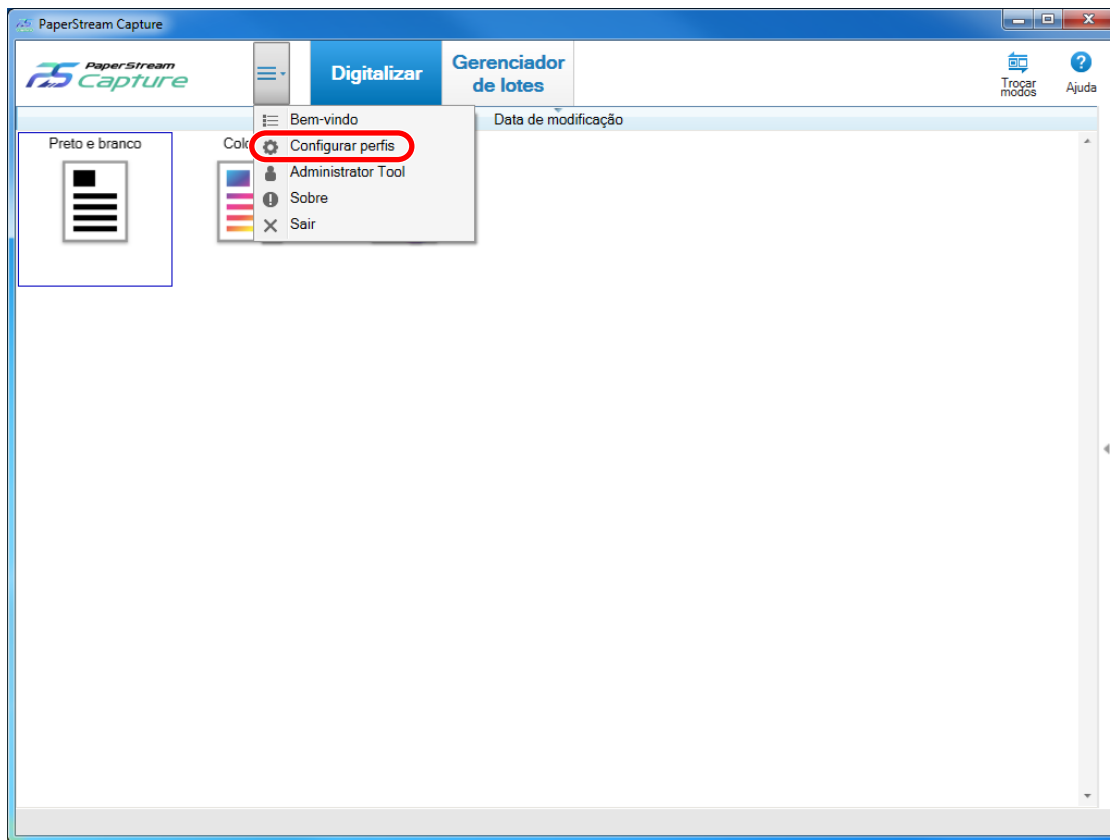 PaperStream Capture
PaperStream
Capture
Digitalizar
Gerenciador
de lotes
Troçar
modos
Ajuda
Data de modificação
Bem-vindo
Configurar perfis
Administrator Tool
Sobre
Sair
Preto e branco